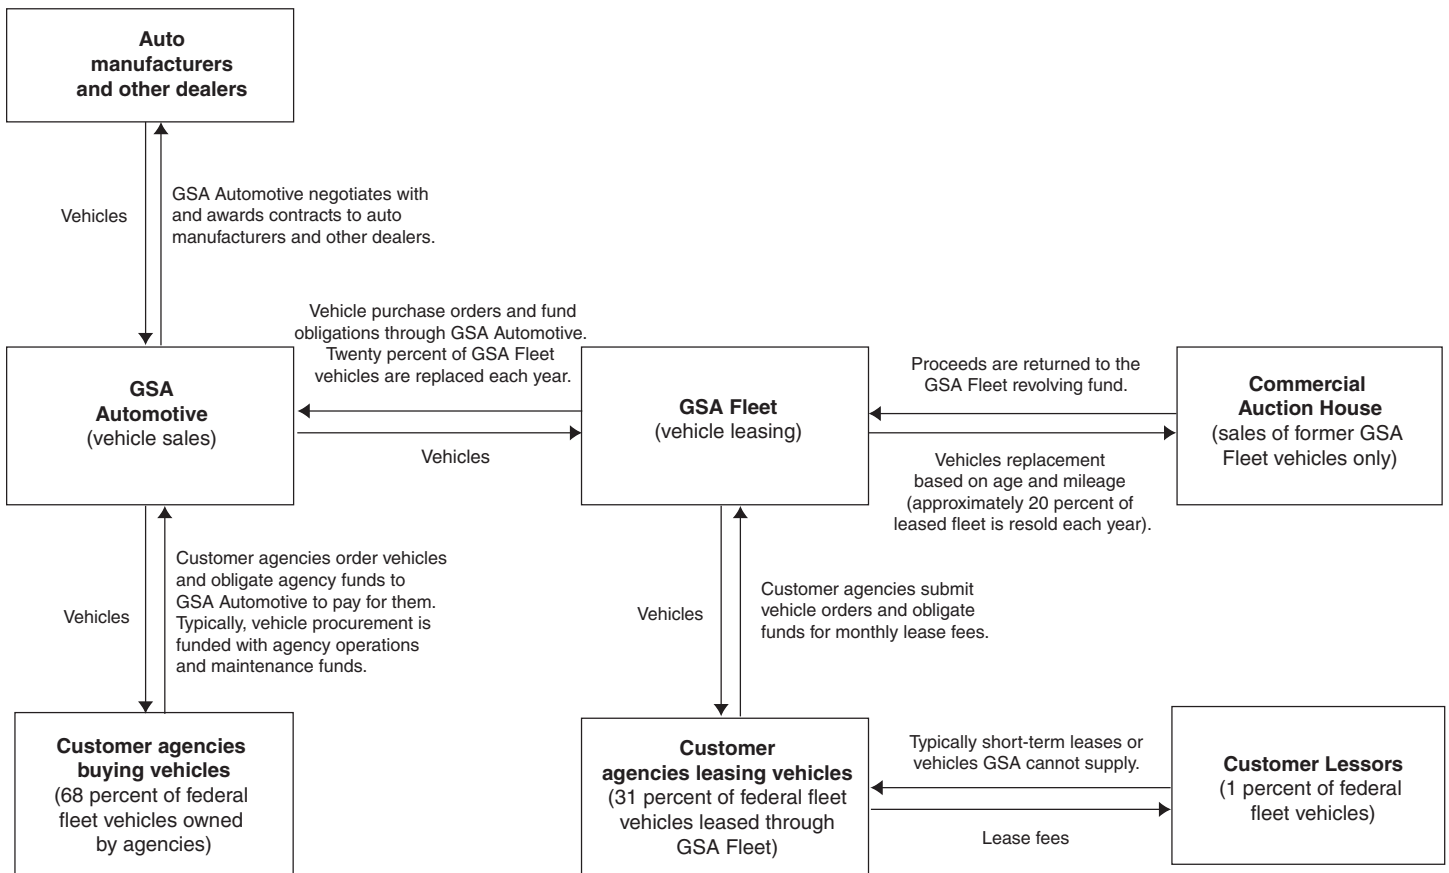 Auto
manufacturers
and other dealers
Vehicles
GSA Automotive negotiates with
and awards contracts to auto
manufacturers and other dealers.
Vehicle purchase orders and fund
obligations through GSA Automotive.
Twenty percent of GSA Fleet
vehicles are replaced each year.
GSA
Automotive
(vehicle sales)
Vehicles
GSA Fleet
(vehicle leasing)
Proceeds are returned to the
GSA Fleet revolving fund.
Vehicles replacement
based on age and mileage
(approximately 20 percent of
leased fleet is resold each year).
Commercial
Auction House
(sales of former GSA
Fleet vehicles only)
Vehicles
Customer agencies order vehicles
and obligate agency funds to
GSA Automotive to pay for them.
Typically, vehicle procurement is
funded with agency operations
and maintenance funds.
Vehicles
Customer agencies submit
vehicle orders and obligate
funds for monthly lease fees.
Customer agencies
buying vehicles
(68 percent of federal
fleet vehicles owned
by agencies)
Customer
agencies leasing vehicles
(31 percent of federal fleet
vehicles leased through
GSA Fleet)
Typically short-term leases or
vehicles GSA cannot supply.
Lease fees
Customer Lessors
(1 percent of federal
fleet vehicles)